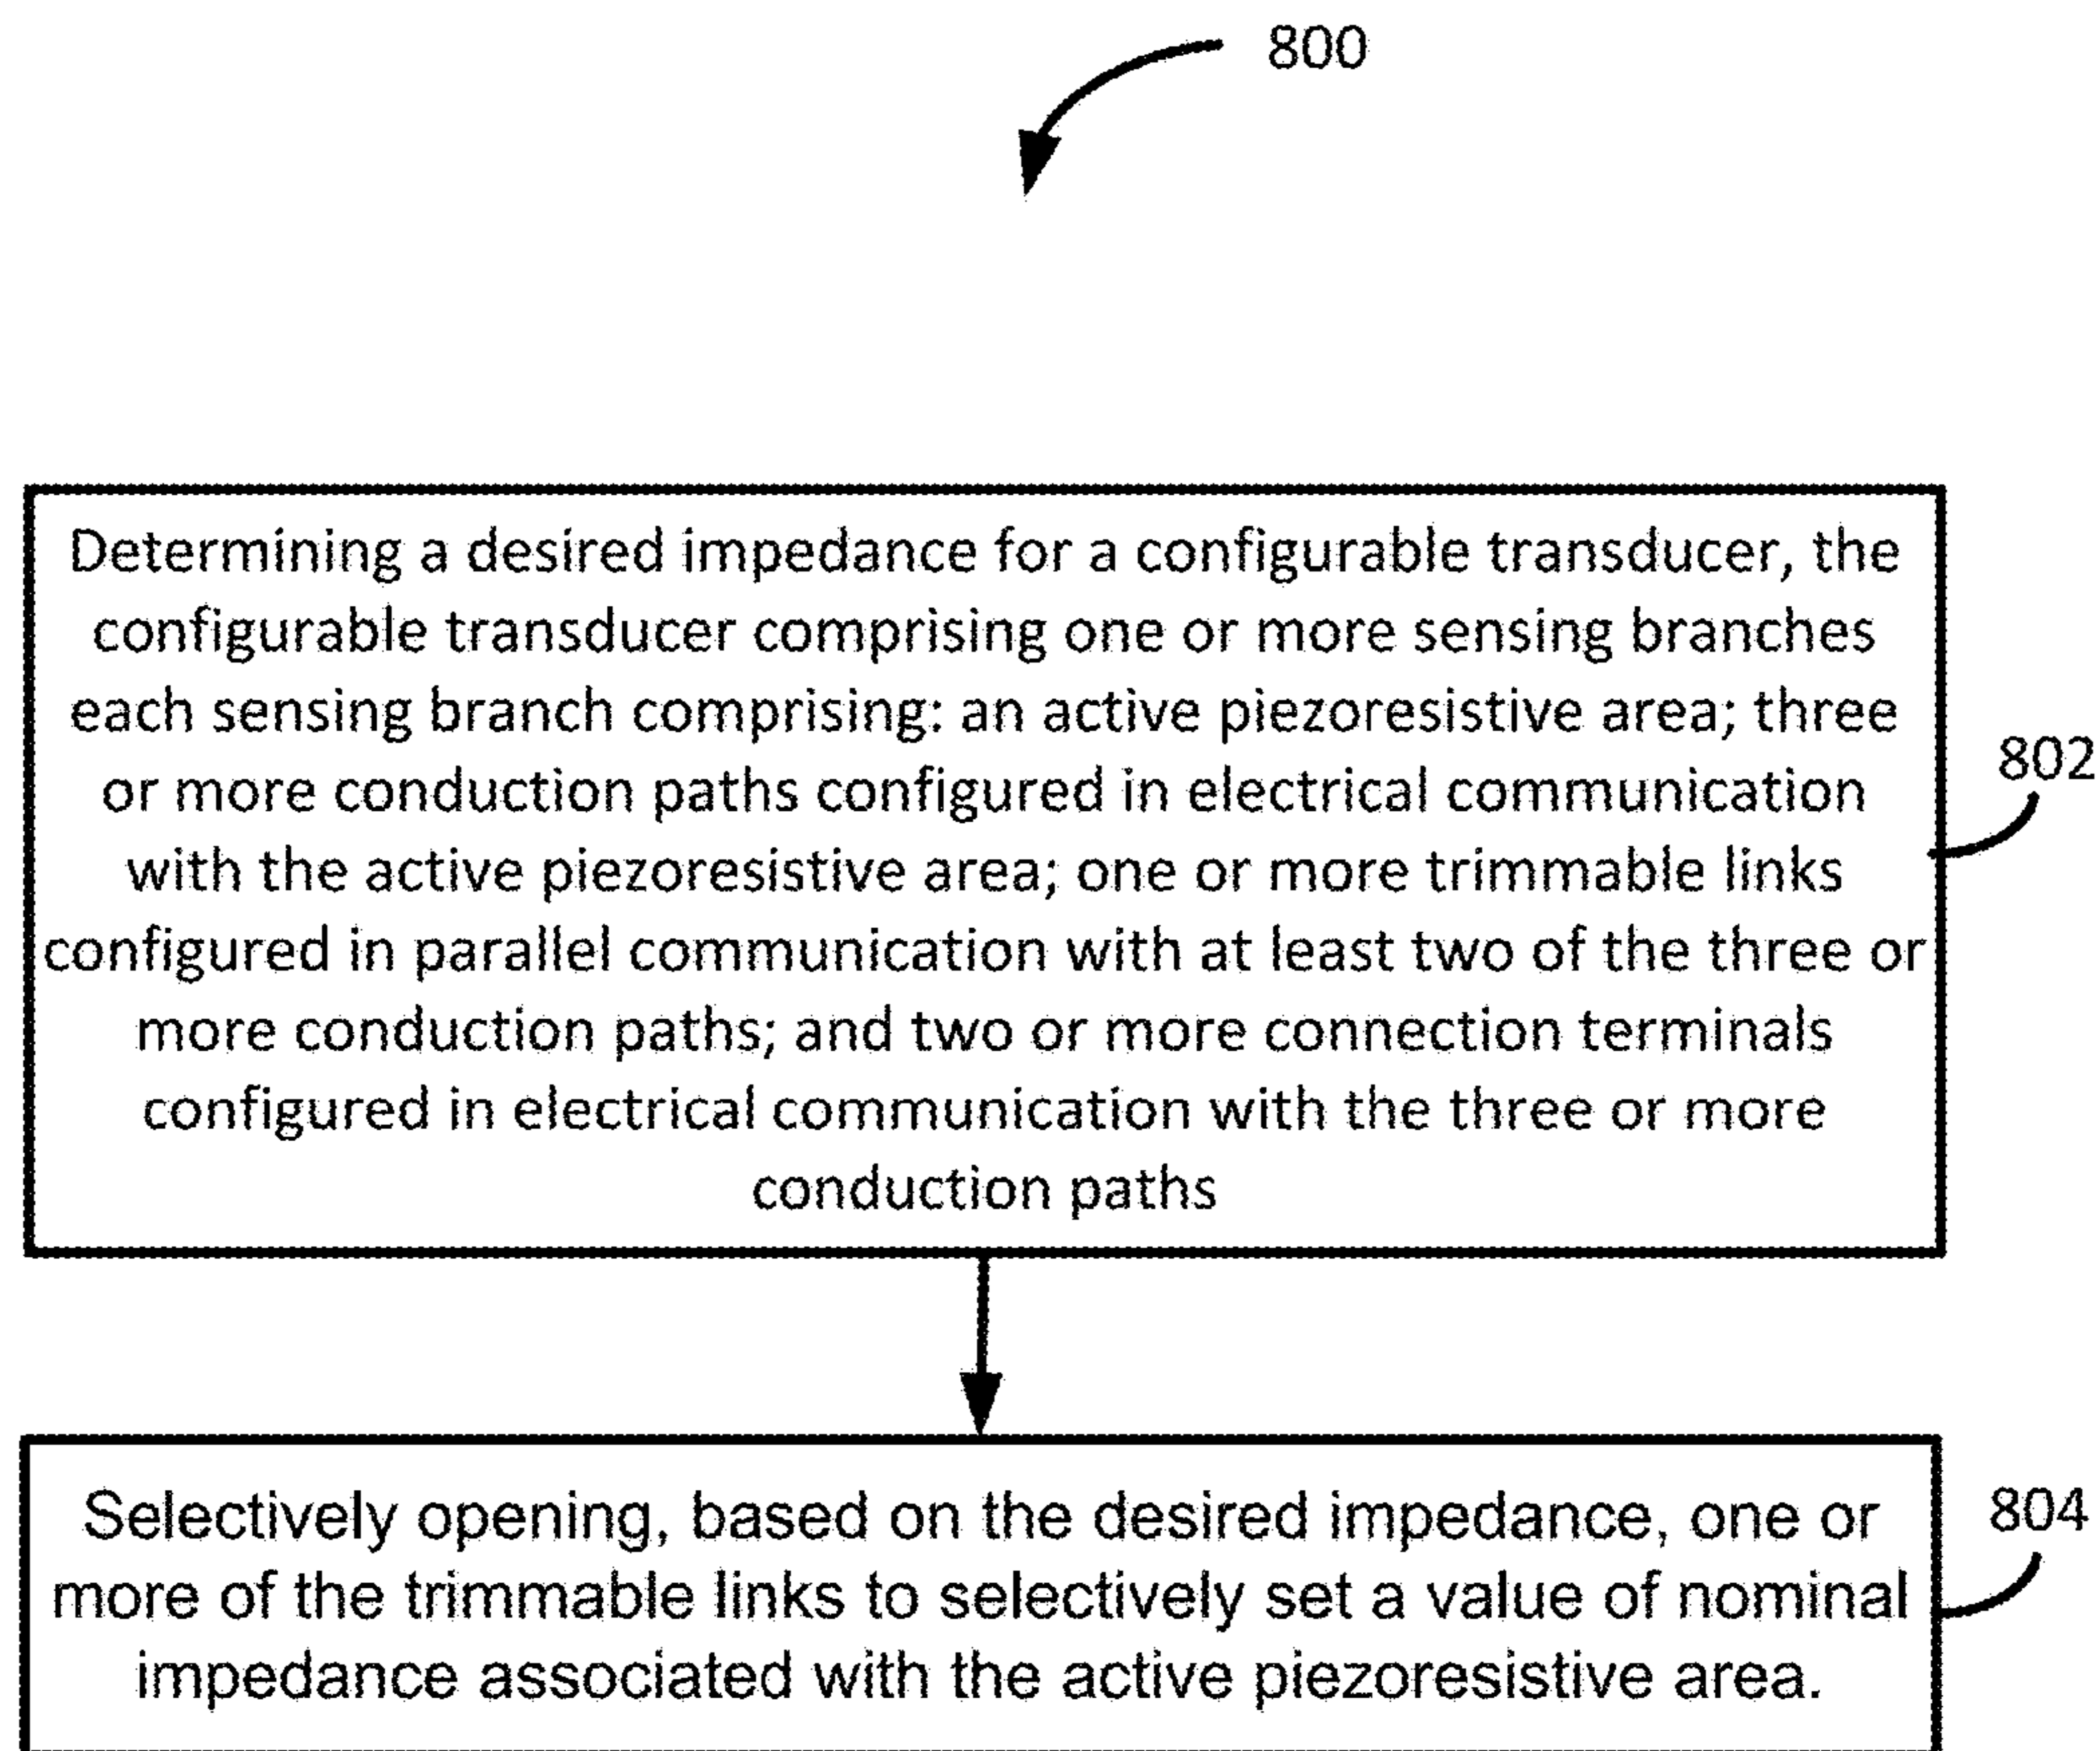 800
Determining a desired impedance for a configurable transducer, the
configurable transducer comprising one or more sensing branches
each sensing branch comprising: an active piezoresistive area; three
or more conduction paths configured in electrical communication
with the active piezoresistive area; one or more trimmable links
configured in parallel communication with at least two of the three or
more conduction paths; and two or more connection terminals
configured in electrical communication with the three or more
conduction paths
802
Selectively opening, based on the desired impedance, one or
more of the trimmable links to selectively set a value of nominal
impedance associated with the active piezoresistive area.
804